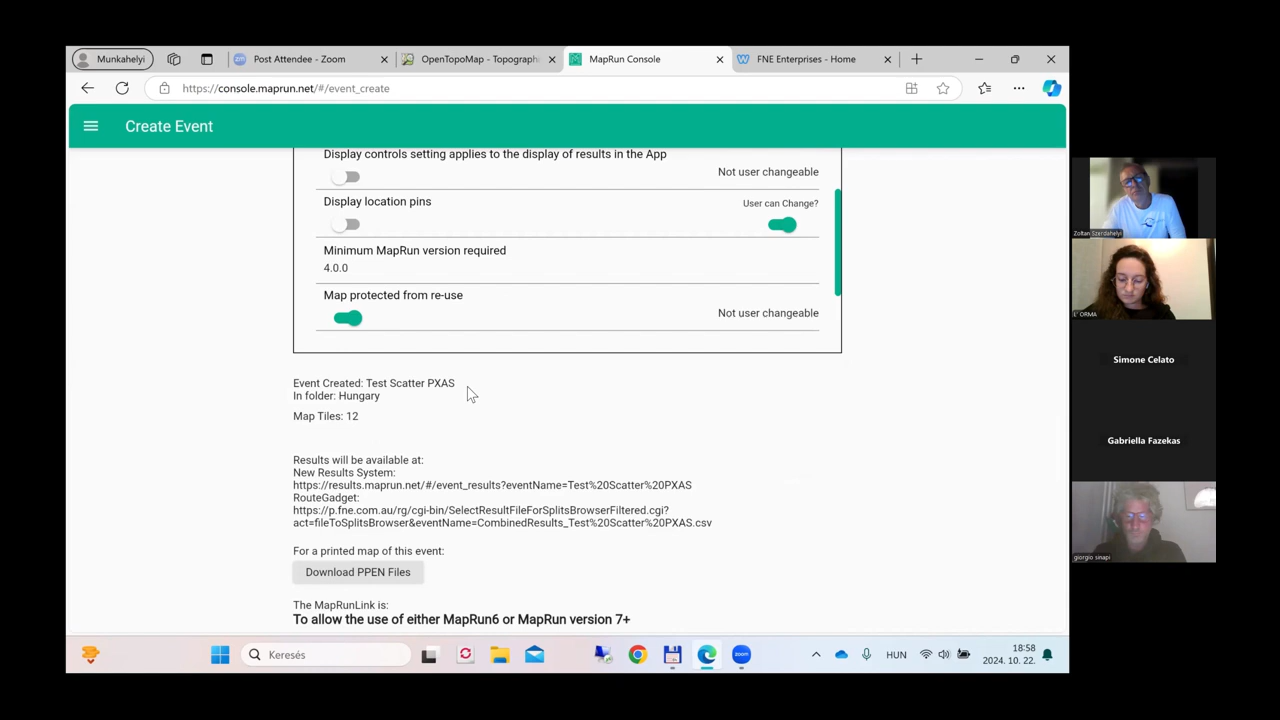 Munkahelyi
Post Attendee - Zoom
OpenTopoMap - Topograph
MapRun Console
FNE Enterprises - Home
https://console.maprun.net/#/event_create
Create Event
Display controls setting applies to the display of results in the App
Not user changeable
Display location pins
User can Change?
Minimum MapRun version required
4.0.0
Map protected from re-use
Not user changeable
Event Created: Test Scatter PXAS
In folder: Hungary
Map Tiles: 12
Results will be available at:
New Results System:
https://results.maprun.net/#/event_results?eventName=Test%20Scatter%20PXAS
RouteGadget:
https://p.fne.com.au/rg/cgi-bin/SelectResultFileForSplitsBrowserFiltered.cgi?
act=fileToSplitsBrowser&eventName=CombinedResults_Test%20Scatter%20PXAS.csv
For a printed map of this event:
Download PPEN Files
The MapRunLink is:
To allow the use of either MapRun6 or MapRun version 7+
Keresés
zoom
HUN
18:58
2024. 10. 22.
Zoltan Szerdahelyi
L' ORMA
Simone Celato
Gabriella Fazekas
giorgio sinapi